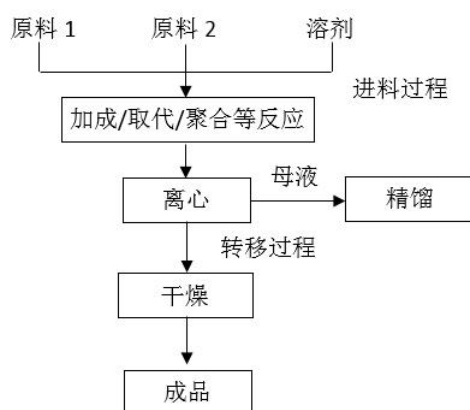 原料 1 原料 2 溶剂
进料过程
加成/取代/聚合等反应
母液
离心 精馏
转移过程
干燥
成品